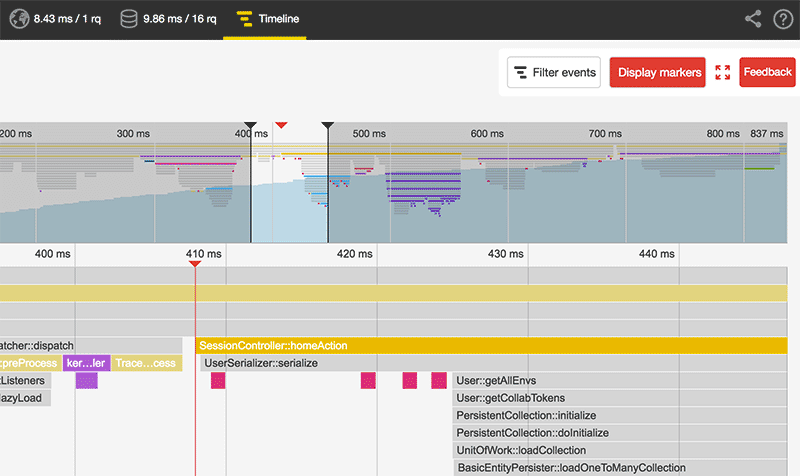 8.43 ms / 1 rq 9.86 ms / 16 rq Timeline
Filter events Display markers Feedback
200 ms 300 ms 400 ms 500 ms 600 ms 700 ms 800 ms 837 ms
400 ms 410 ms 420 ms 430 ms 440 ms
atcher::dispatch SessionController::homeAction
::preProcess ker...ler Trace...cess UserSerializer::serialize
tListeners User::getAllEnvs
azyLoad User::getCollabTokens
PersistentCollection::initialize
PersistentCollection::doInitialize
UnitOfWork::loadCollection
BasicEntityPersister::loadOneToManyCollection